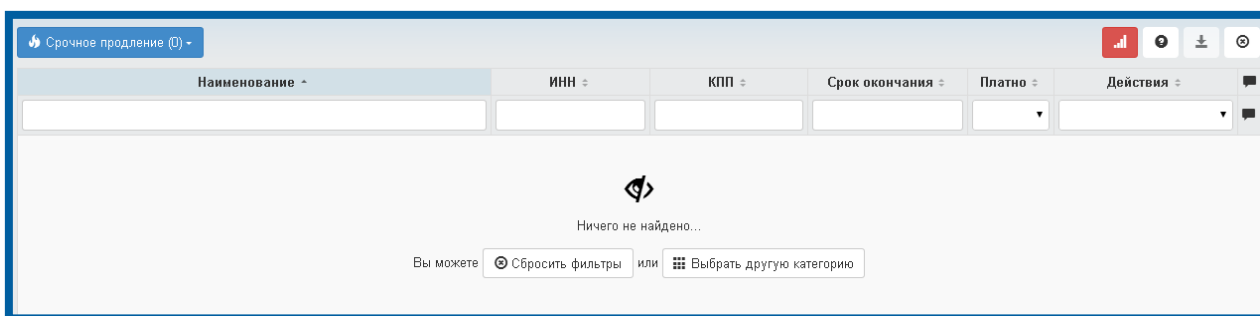 Срочное продление (0)
Наименование ИНН КПП Срок окончания Платно Действия
Ничего не найдено...
Вы можете Сбросить фильтры или Выбрать другую категорию